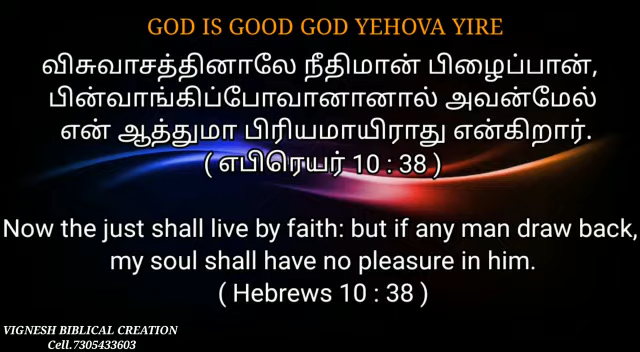 GOD IS GOOD GOD YEHOVA YIRE
விசுவாசத்தினாலே நீதிமான் பிழைப்பான்,
பின்வாங்கிப்போவானானால் அவன்மேல்
என் ஆத்துமா பிரியமாயிராது என்கிறார்.
( எபிரெயர் 10 : 38 )
Now the just shall live by faith: but if any man draw back,
my soul shall have no pleasure in him.
( Hebrews 10 : 38 )
VIGNESH BIBLICAL CREATION
Cell.7305433603